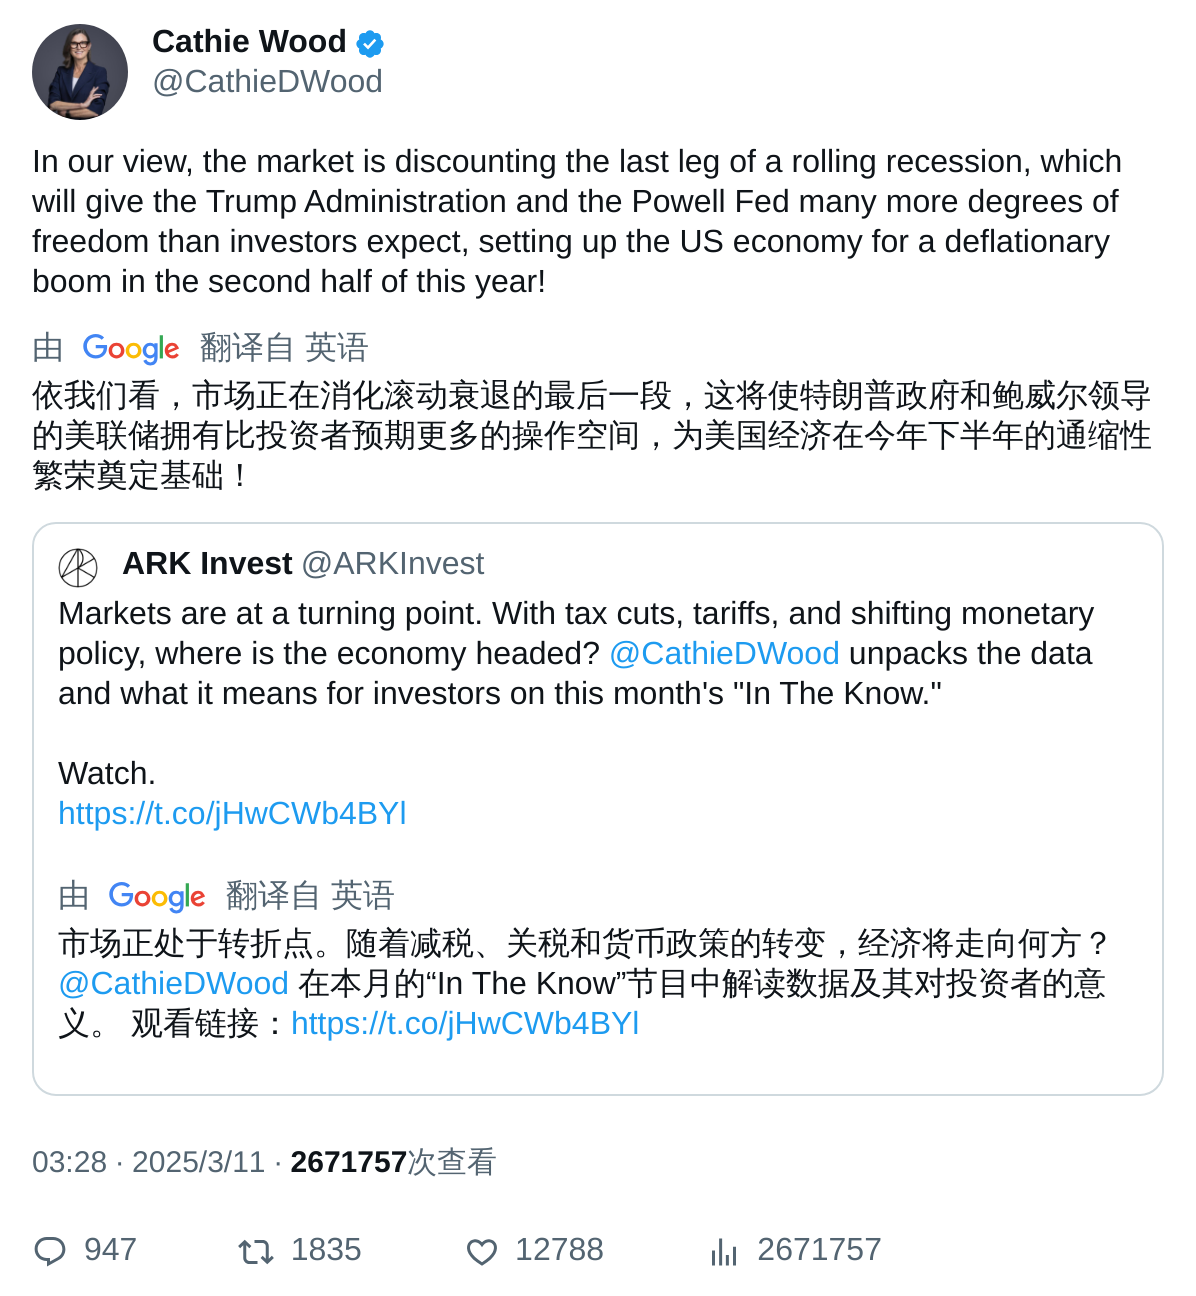 Cathie Wood
@CathieDWood
In our view, the market is discounting the last leg of a rolling recession, which
will give the Trump Administration and the Powell Fed many more degrees of
freedom than investors expect, setting up the US economy for a deflationary
boom in the second half of this year!
由 Google 翻译自 英语
依我们看，市场正在消化滚动衰退的最后一段，这将使特朗普政府和鲍威尔领导
的美联储拥有比投资者预期更多的操作空间，为美国经济在今年下半年的通缩性
繁荣奠定基础！
ARK Invest @ARKInvest
Markets are at a turning point. With tax cuts, tariffs, and shifting monetary
policy, where is the economy headed? @CathieDWood unpacks the data
and what it means for investors on this month's "In The Know."
Watch.
https://t.co/jHwCWb4BYl
由 Google 翻译自 英语
市场正处于转折点。随着减税、关税和货币政策的转变，经济将走向何方？
@CathieDWood 在本月的“In The Know”节目中解读数据及其对投资者的意
义。 观看链接：https://t.co/jHwCWb4BYl
03:28 · 2025/3/11 · 2671757次查看
947 1835 12788 2671757